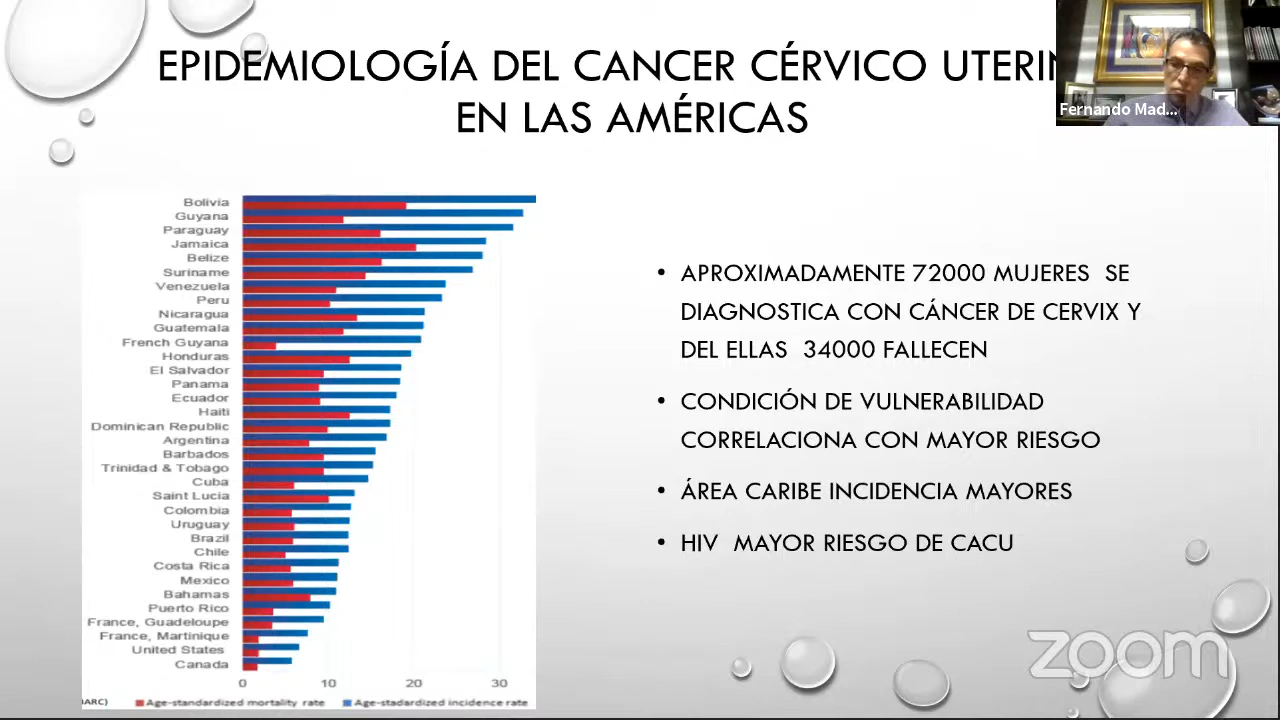 EPIDEMIOLOGÍA DEL CANCER CÉRVICO UTERIN
EN LAS AMÉRICAS
Fernando Mad...
Bolivia
Guyana
Paraguay
Jamaica
Belize
Suriname
Venezuela
Peru
Nicaragua
Guatemala
French Guyana
Honduras
El Salvador
Panama
Ecuador
Haiti
Dominican Republic
Argentina
Barbados
Trinidad & Tobago
Cuba
Saint Lucia
Colombia
Uruguay
Brazil
Chile
Costa Rica
Mexico
Bahamas
Puerto Rico
France, Guadeloupe
France, Martinique
United States
Canada
0 10 20 30
IARC) Age-standardized mortality rate Age-stadardized incidence rate
• APROXIMADAMENTE 72000 MUJERES SE
DIAGNOSTICA CON CÁNCER DE CERVIX Y
DEL ELLAS 34000 FALLECEN
• CONDICIÓN DE VULNERABILIDAD
CORRELACIONA CON MAYOR RIESGO
• ÁREA CARIBE INCIDENCIA MAYORES
• HIV MAYOR RIESGO DE CACU
zoom